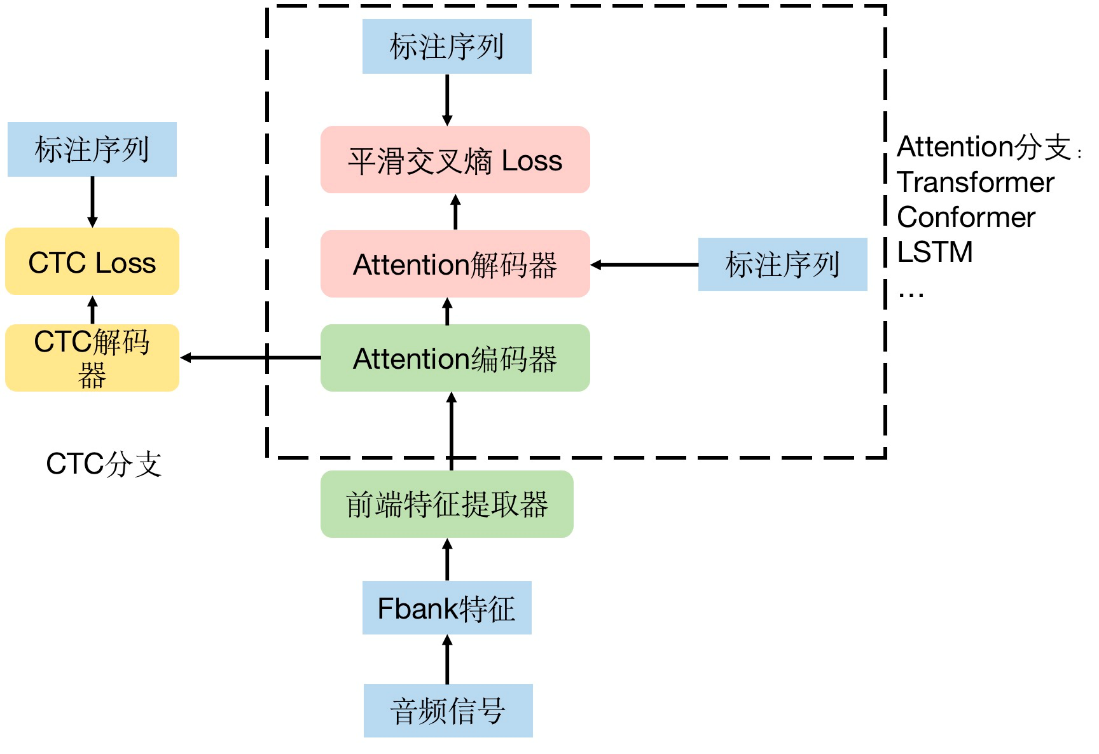 标注序列
标注序列
平滑交叉熵 Loss
Attention分支：
Transformer
Conformer
LSTM
…
CTC Loss
Attention解码器
标注序列
CTC解码
器
Attention编码器
CTC分支
前端特征提取器
Fbank特征
音频信号